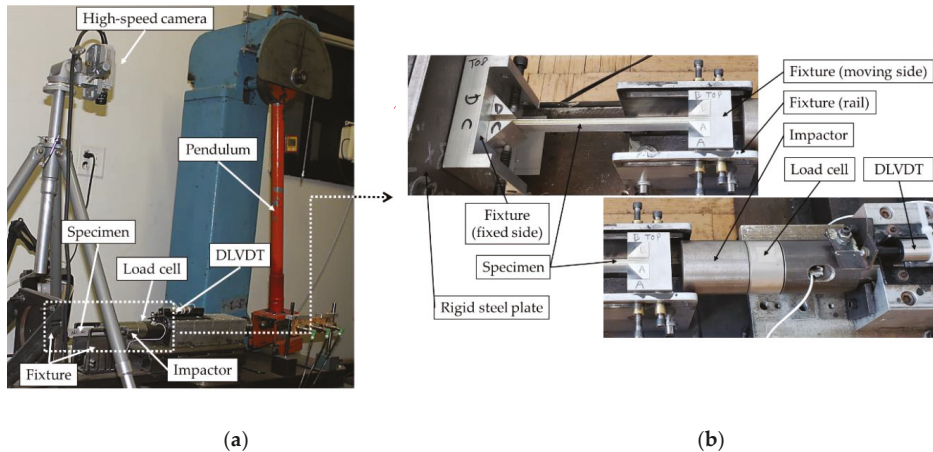 High-speed camera
Pendulum
Specimen
Load cell
DLVDT
Fixture
Impactor
TOP
D
D
C
C
B TOP
A
A
Fixture (moving side)
Fixture (rail)
Impactor
Load cell
DLVDT
Fixture
(fixed side)
Specimen
Rigid steel plate
B TOP
A
A
(a)
(b)